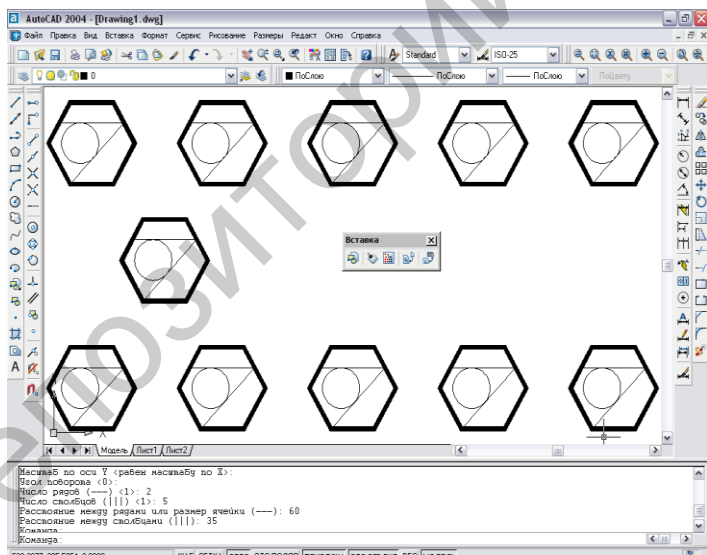 AutoCAD 2004 - [Drawing1.dwg]
Файл Правка Вид Вставка Формат Сервис Рисование Размеры Редакт Окно Справка
Standard ISO-25
0 ПоСлою ПоСлою ПоСлою ПоЦвету
Вставка
X
Модель Лист1 Лист2
Масштаб по оси Y <равен масштабу по X>:
Угол поворота <0>:
Число рядов (---) <1>: 2
Число столбцов (|||) <1>: 5
Расстояние между рядами или размер ячейки (---): 60
Расстояние между столбцами (|||): 35
Команда:
Команда: